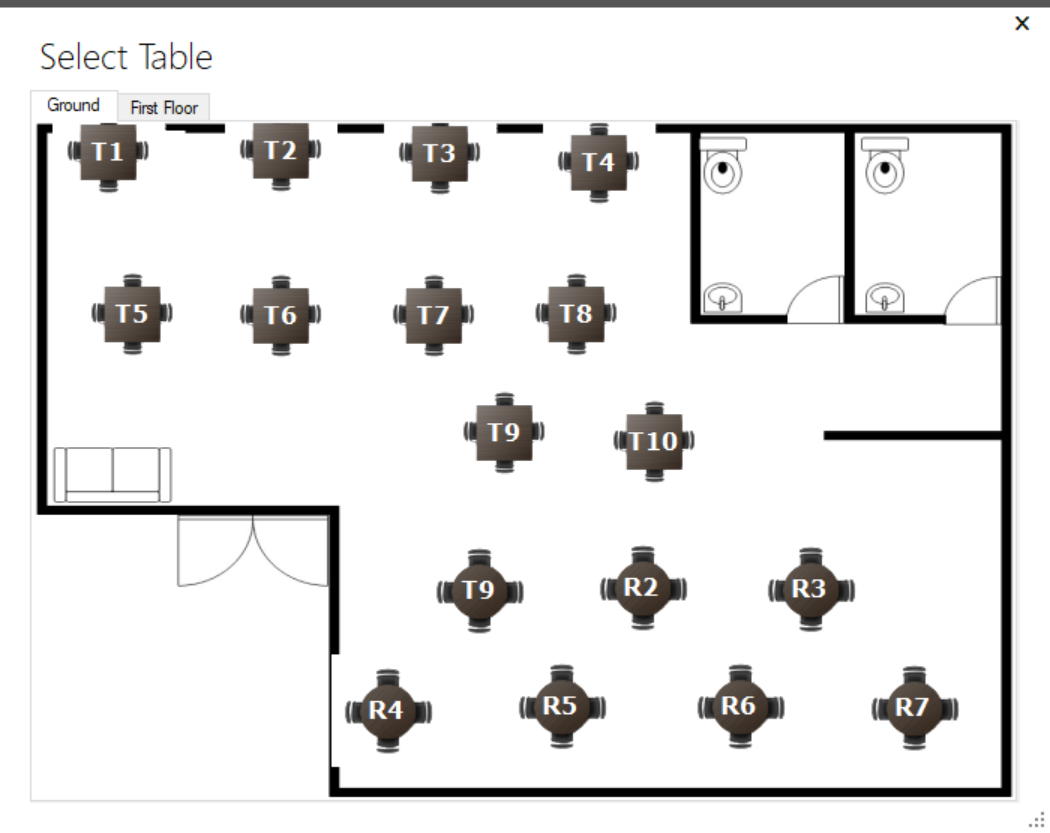 x
Select Table
Ground First Floor
T1 T2 T3 T4
T5 T6 T7 T8
T9 T10
T9 R2 R3
R4 R5 R6 R7